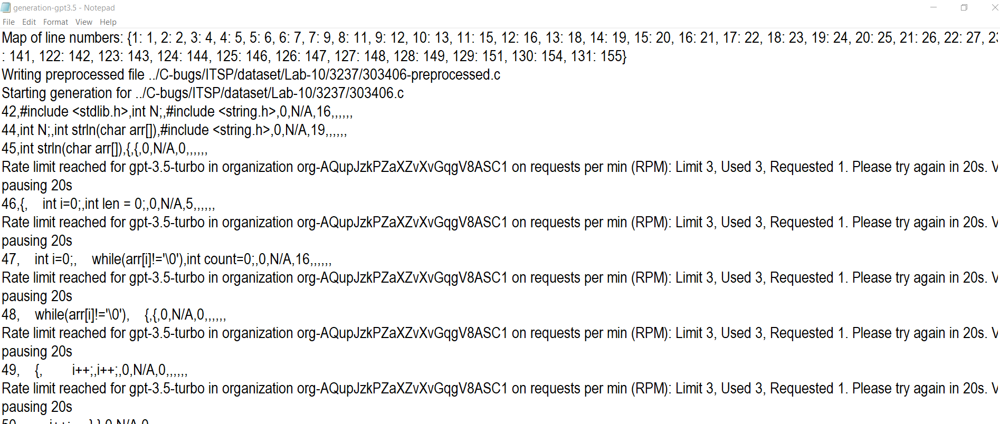 generation-gpt3.5 - Notepad
File Edit Format View Help
Map of line numbers: {1: 1, 2: 2, 3: 4, 4: 5, 5: 6, 6: 7, 7: 9, 8: 11, 9: 12, 10: 13, 11: 15, 12: 16, 13: 18, 14: 19, 15: 20, 16: 21, 17: 22, 18: 23, 19: 24, 20: 25, 21: 26, 22: 27,
: 141, 122: 142, 123: 143, 124: 144, 125: 146, 126: 147, 127: 148, 128: 149, 129: 151, 130: 154, 131: 155}
Writing preprocessed file ../C-bugs/ITSP/dataset/Lab-10/3237/303406-preprocessed.c
Starting generation for ../C-bugs/ITSP/dataset/Lab-10/3237/303406.c
42,#include <stdlib.h>,int N;,#include <string.h>,0,N/A,16,,,,,,
44,int N;,int strln(char arr[]),#include <string.h>,0,N/A,19,,,,,,
45,int strln(char arr[]),{,{,0,N/A,0,,,,,,
Rate limit reached for gpt-3.5-turbo in organization org-AQupJzkPZaXZvXvGqgV8ASC1 on requests per min (RPM): Limit 3, Used 3, Requested 1. Please try again in 20s.
pausing 20s
46,{,    int i=0;,int len = 0;,0,N/A,5,,,,,,
Rate limit reached for gpt-3.5-turbo in organization org-AQupJzkPZaXZvXvGqgV8ASC1 on requests per min (RPM): Limit 3, Used 3, Requested 1. Please try again in 20s.
pausing 20s
47,    int i=0;,    while(arr[i]!='\0'),int count=0;,0,N/A,16,,,,,,
Rate limit reached for gpt-3.5-turbo in organization org-AQupJzkPZaXZvXvGqgV8ASC1 on requests per min (RPM): Limit 3, Used 3, Requested 1. Please try again in 20s.
pausing 20s
48,    while(arr[i]!='\0'),    {,{,0,N/A,0,,,,,,
Rate limit reached for gpt-3.5-turbo in organization org-AQupJzkPZaXZvXvGqgV8ASC1 on requests per min (RPM): Limit 3, Used 3, Requested 1. Please try again in 20s.
pausing 20s
49,    {,        i++;,i++;,0,N/A,0,,,,,,
Rate limit reached for gpt-3.5-turbo in organization org-AQupJzkPZaXZvXvGqgV8ASC1 on requests per min (RPM): Limit 3, Used 3, Requested 1. Please try again in 20s.
pausing 20s